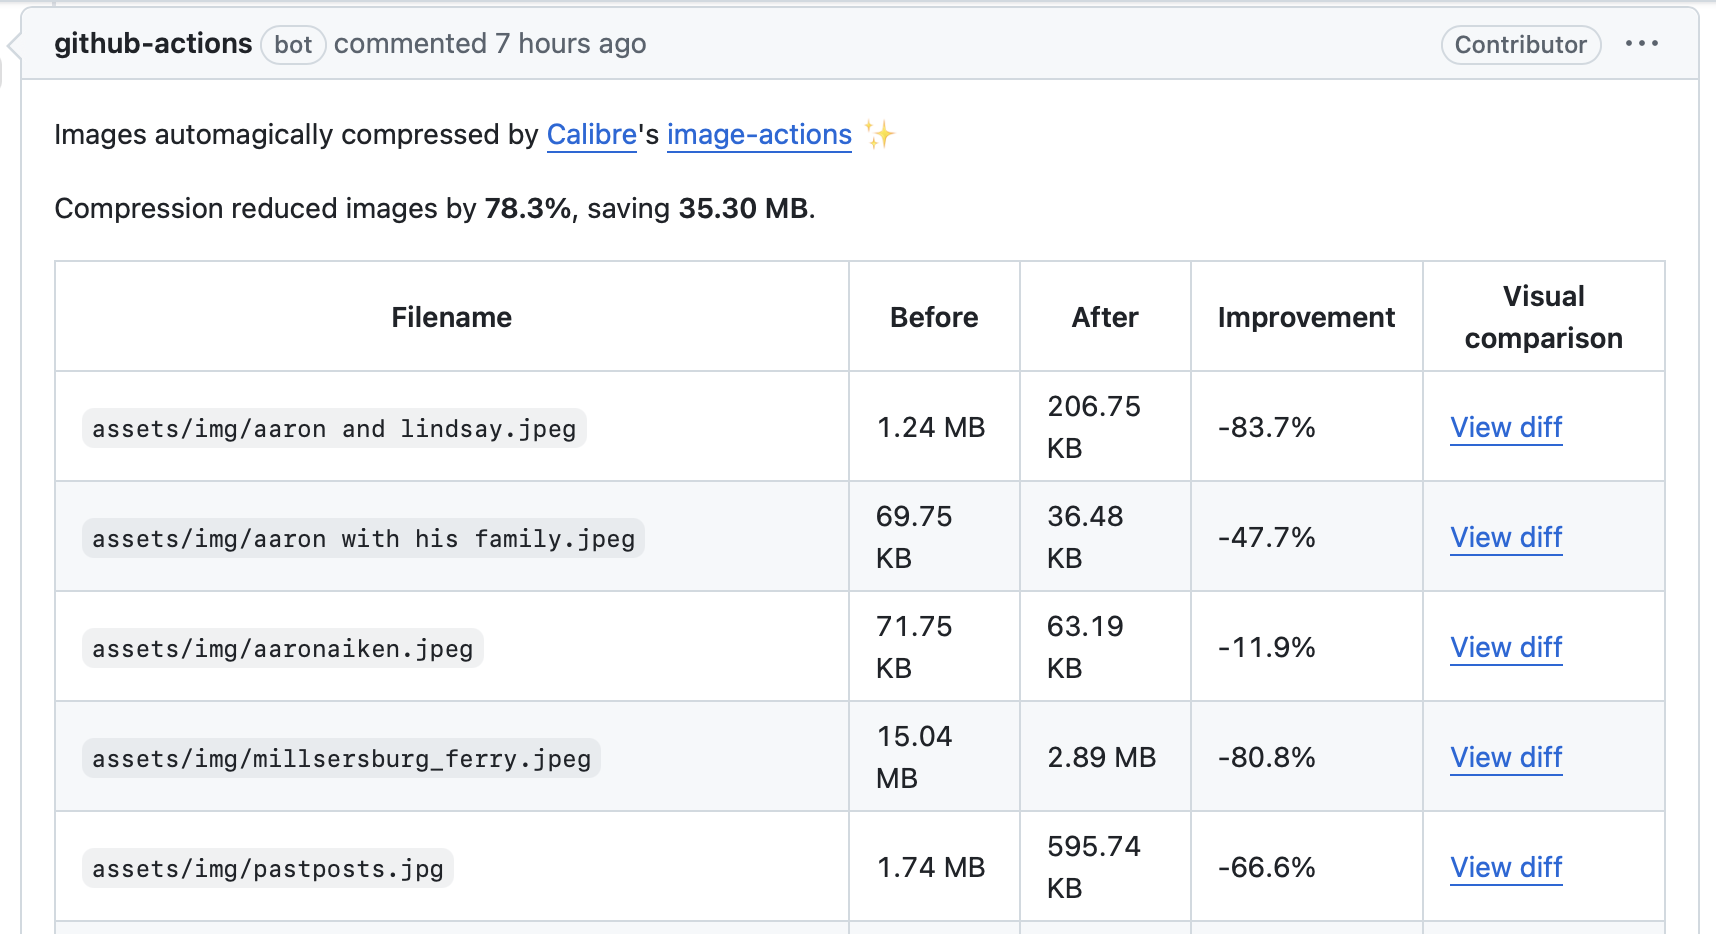 github-actions bot commented 7 hours ago Contributor
Images automagically compressed by Calibre's image-actions ✨
Compression reduced images by 78.3%, saving 35.30 MB.
Filename Before After Improvement Visual comparison
assets/img/aaron and lindsay.jpeg 1.24 MB 206.75 KB -83.7% View diff
assets/img/aaron with his family.jpeg 69.75 KB 36.48 KB -47.7% View diff
assets/img/aaronaiken.jpeg 71.75 KB 63.19 KB -11.9% View diff
assets/img/millsersburg_ferry.jpeg 15.04 MB 2.89 MB -80.8% View diff
assets/img/pastposts.jpg 1.74 MB 595.74 KB -66.6% View diff